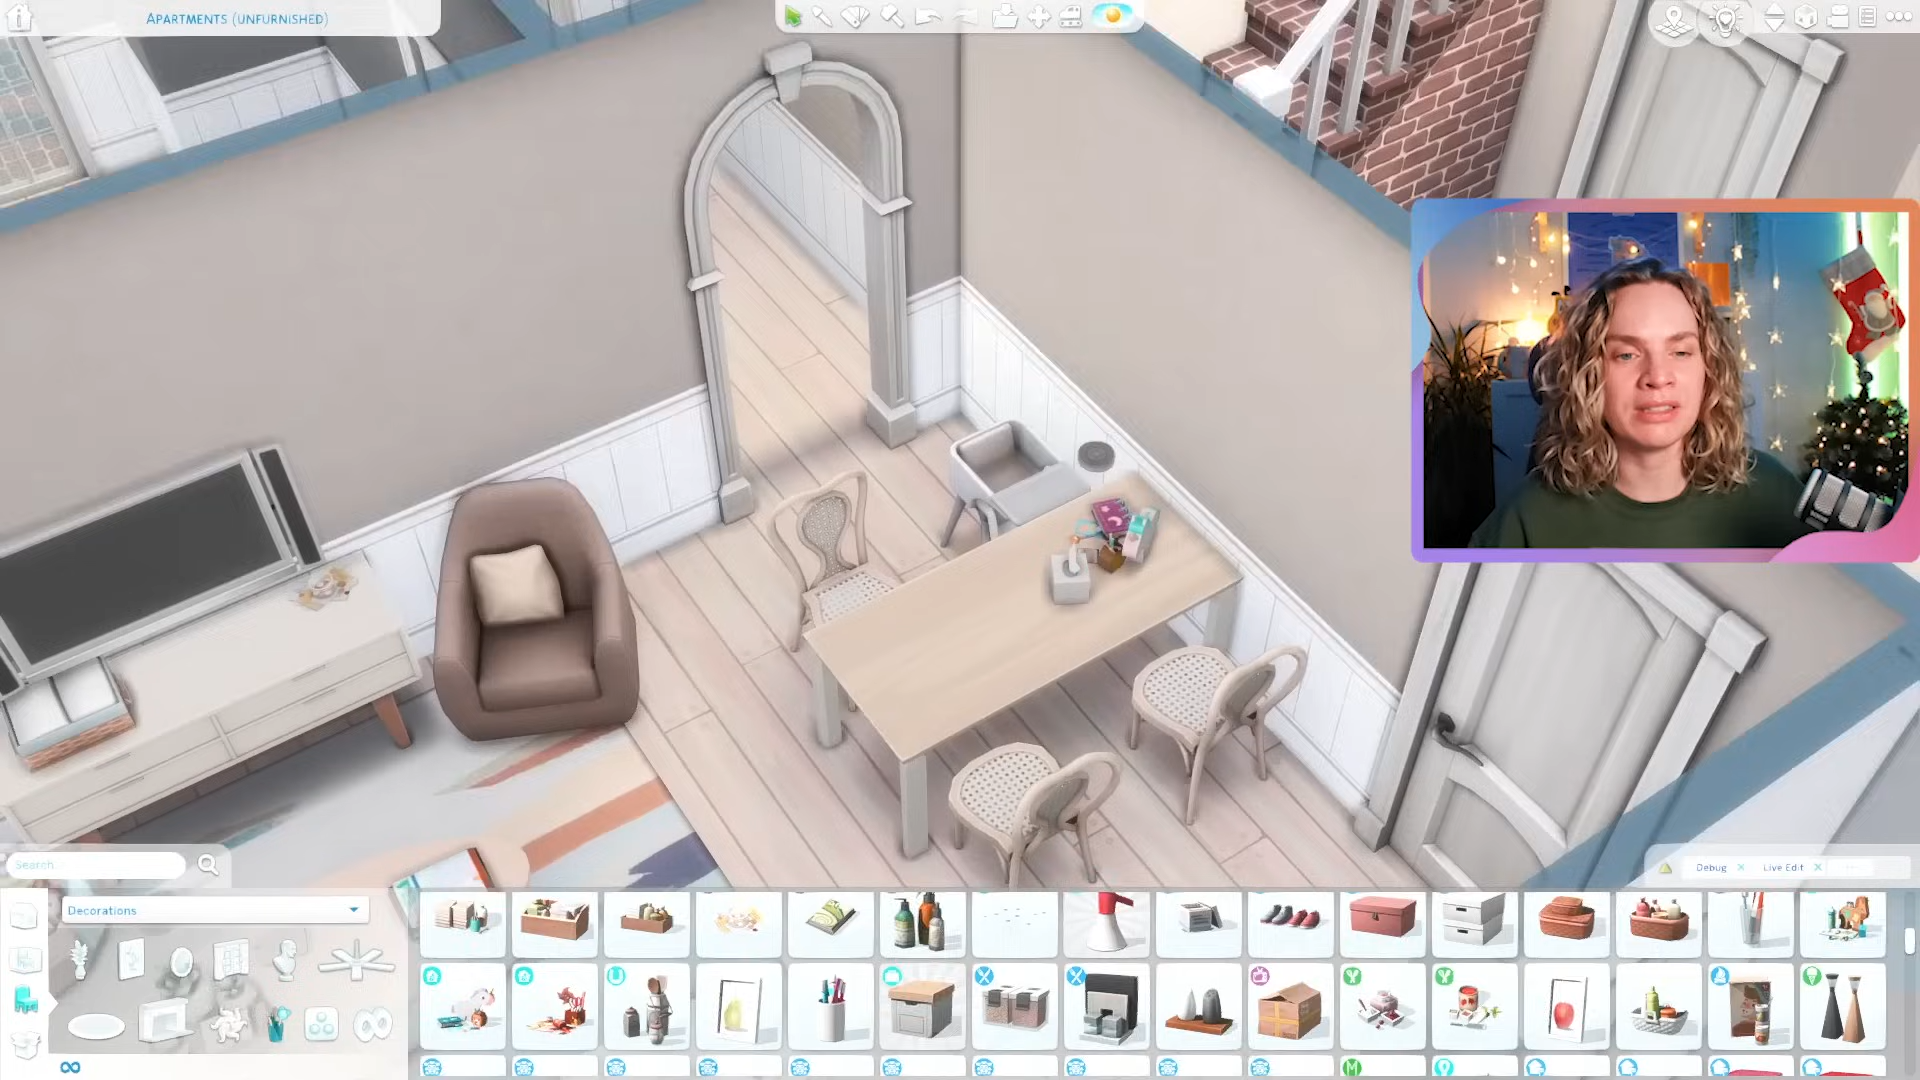 APARTMENTS (UNFURNISHED)
Search...
Debug
Live Edit
Decorations